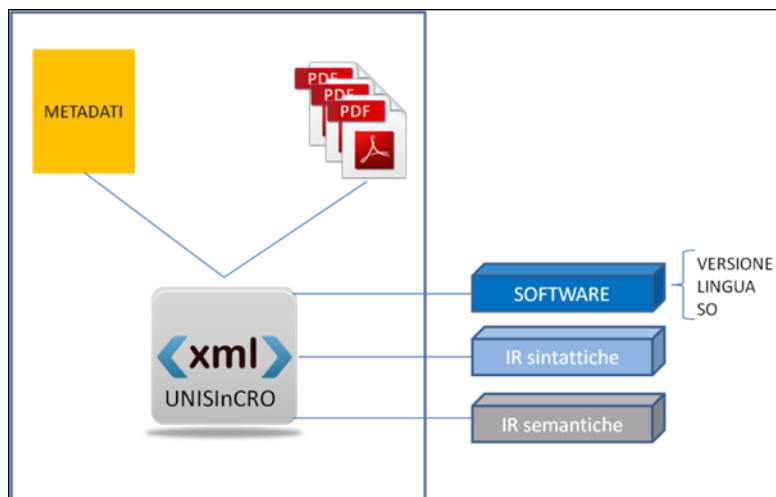 METADATI
PDF
PDF
PDF
xml
UNISInCRO
SOFTWARE
VERSIONE
LINGUA
SO
IR sintattiche
IR semantiche